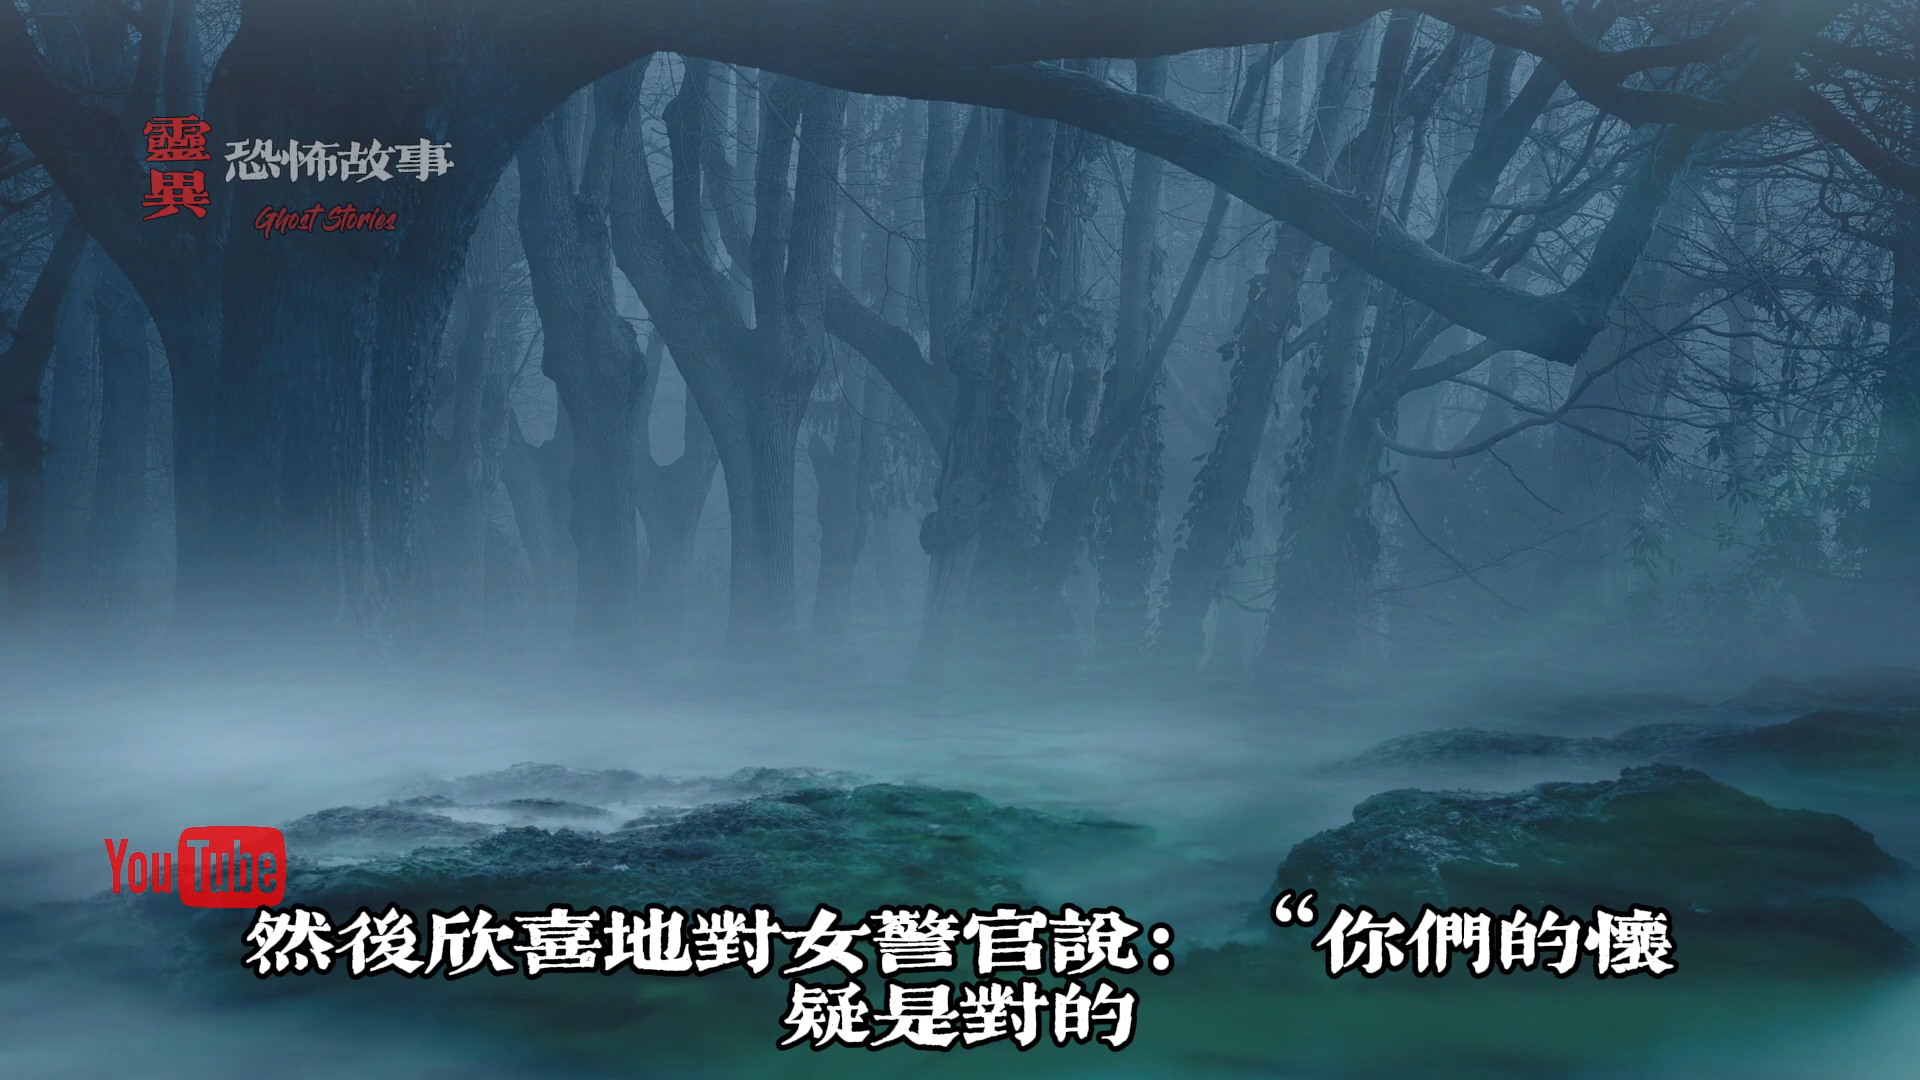 靈異
恐怖故事
Ghost Stories
YouTube
然後欣喜地對女警官說：“你們的懷
疑是對的